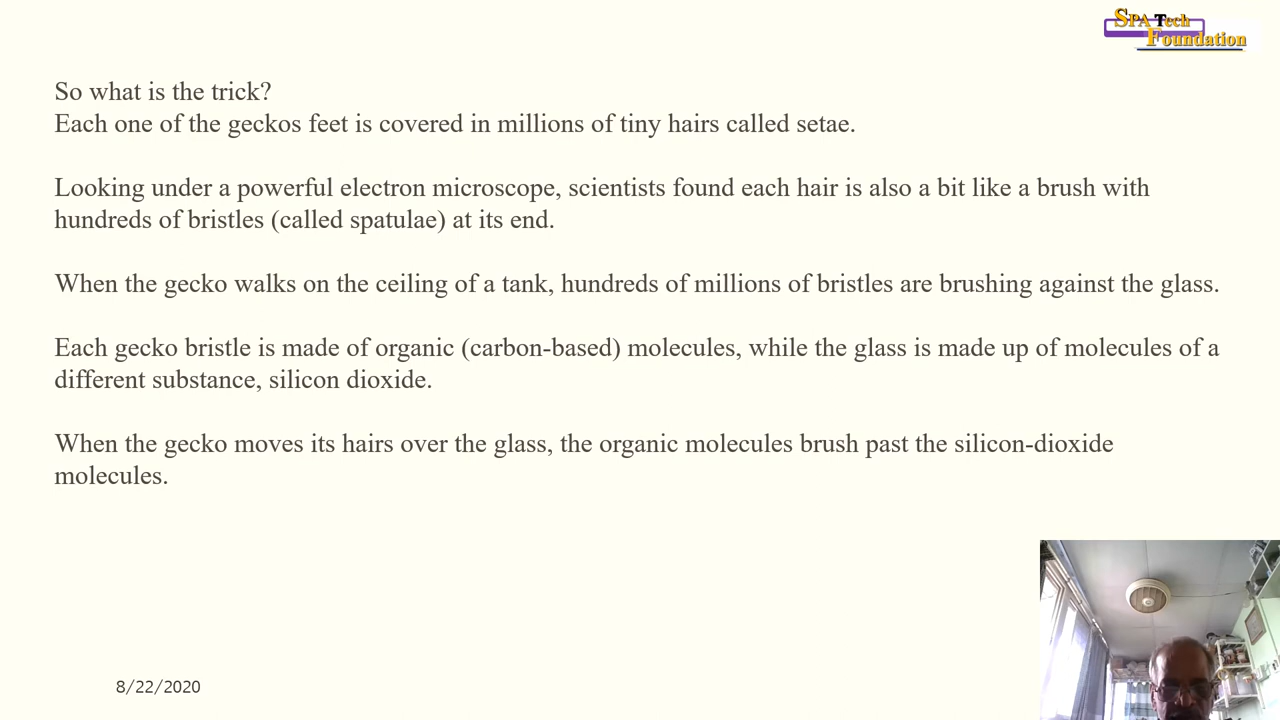 SPA Tech
Foundation
So what is the trick?
Each one of the geckos feet is covered in millions of tiny hairs called setae.
Looking under a powerful electron microscope, scientists found each hair is also a bit like a brush with
hundreds of bristles (called spatulae) at its end.
When the gecko walks on the ceiling of a tank, hundreds of millions of bristles are brushing against the glass.
Each gecko bristle is made of organic (carbon-based) molecules, while the glass is made up of molecules of a
different substance, silicon dioxide.
When the gecko moves its hairs over the glass, the organic molecules brush past the silicon-dioxide
molecules.
8/22/2020